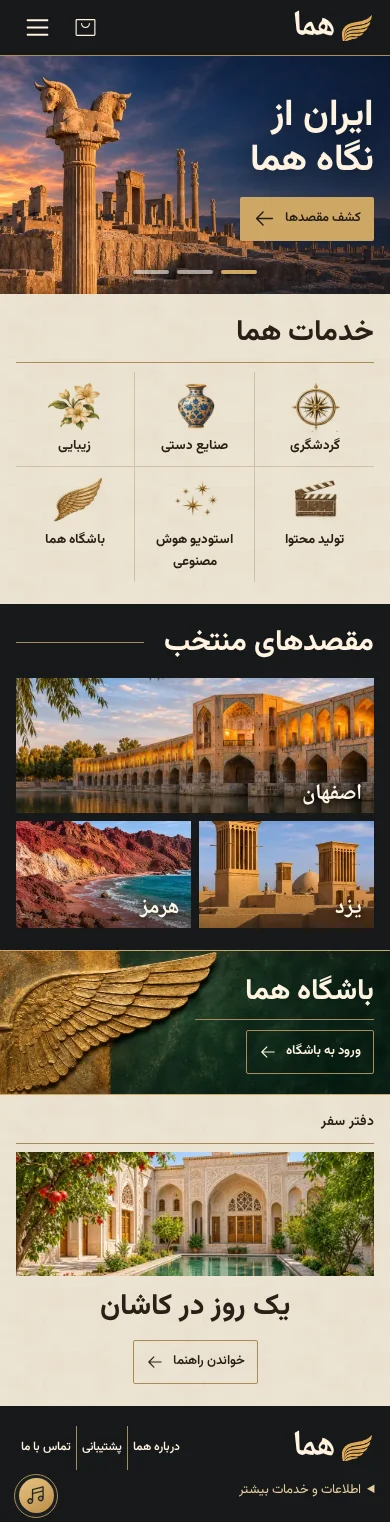 هما
ایران از
نگاه هما
کشف مقصدها
خدمات هما
گردشگری
صنایع دستی
زیبایی
تولید محتوا
استودیو هوش
مصنوعی
باشگاه هما
مقصدهای منتخب
اصفهان
یزد
هرمز
باشگاه هما
ورود به باشگاه
دفتر سفر
یک روز در کاشان
خواندن راهنما
هما
درباره هما
پشتیبانی
تماس با ما
اطلاعات و خدمات بیشتر